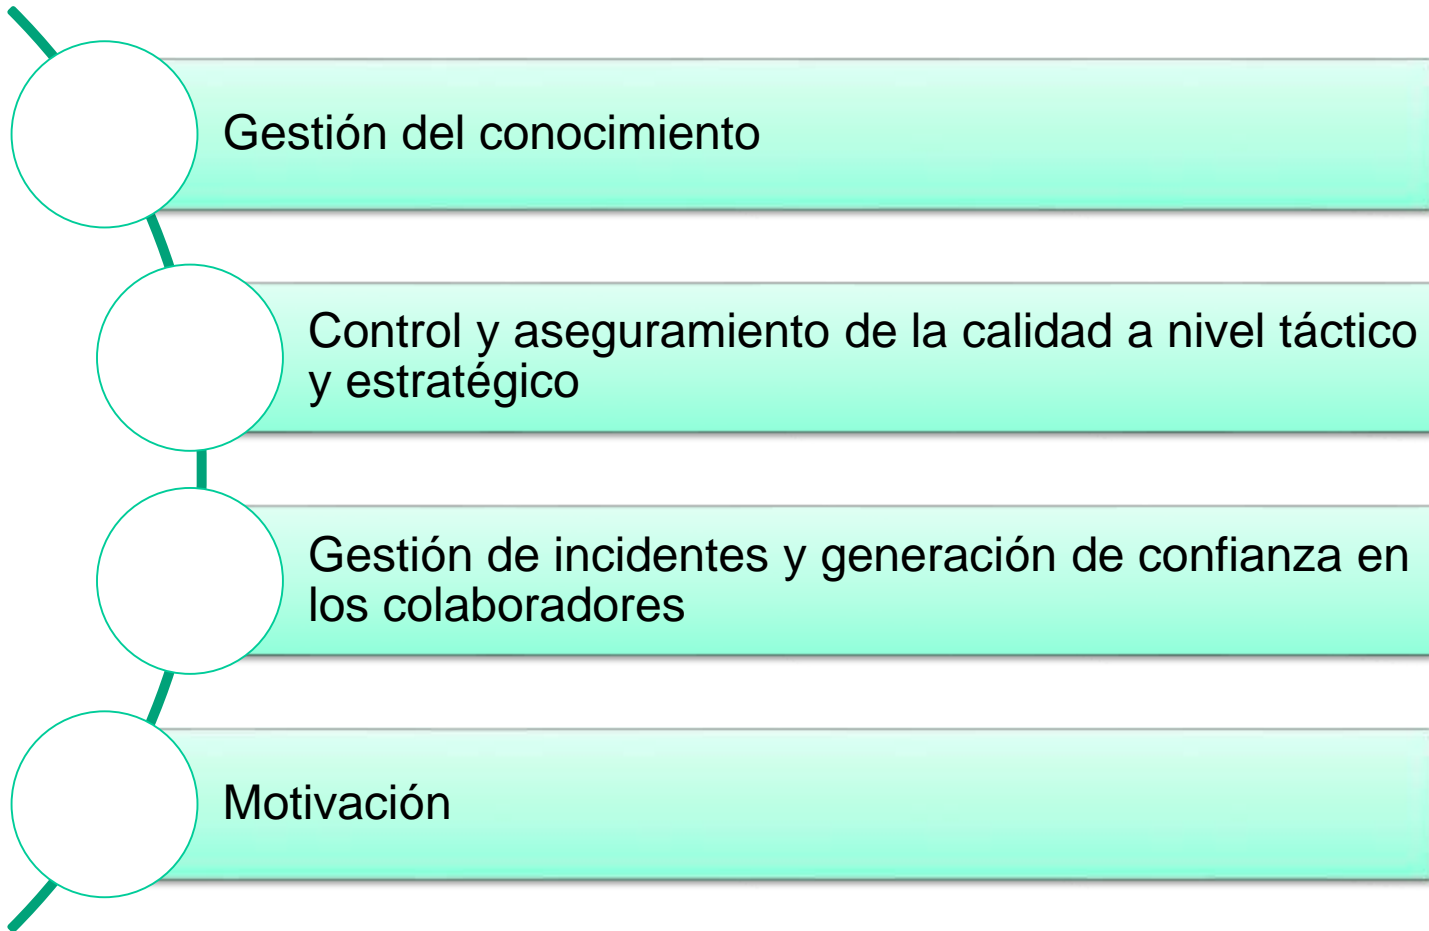 Gestión del conocimiento
Control y aseguramiento de la calidad a nivel táctico
y estratégico
Gestión de incidentes y generación de confianza en
los colaboradores
Motivación